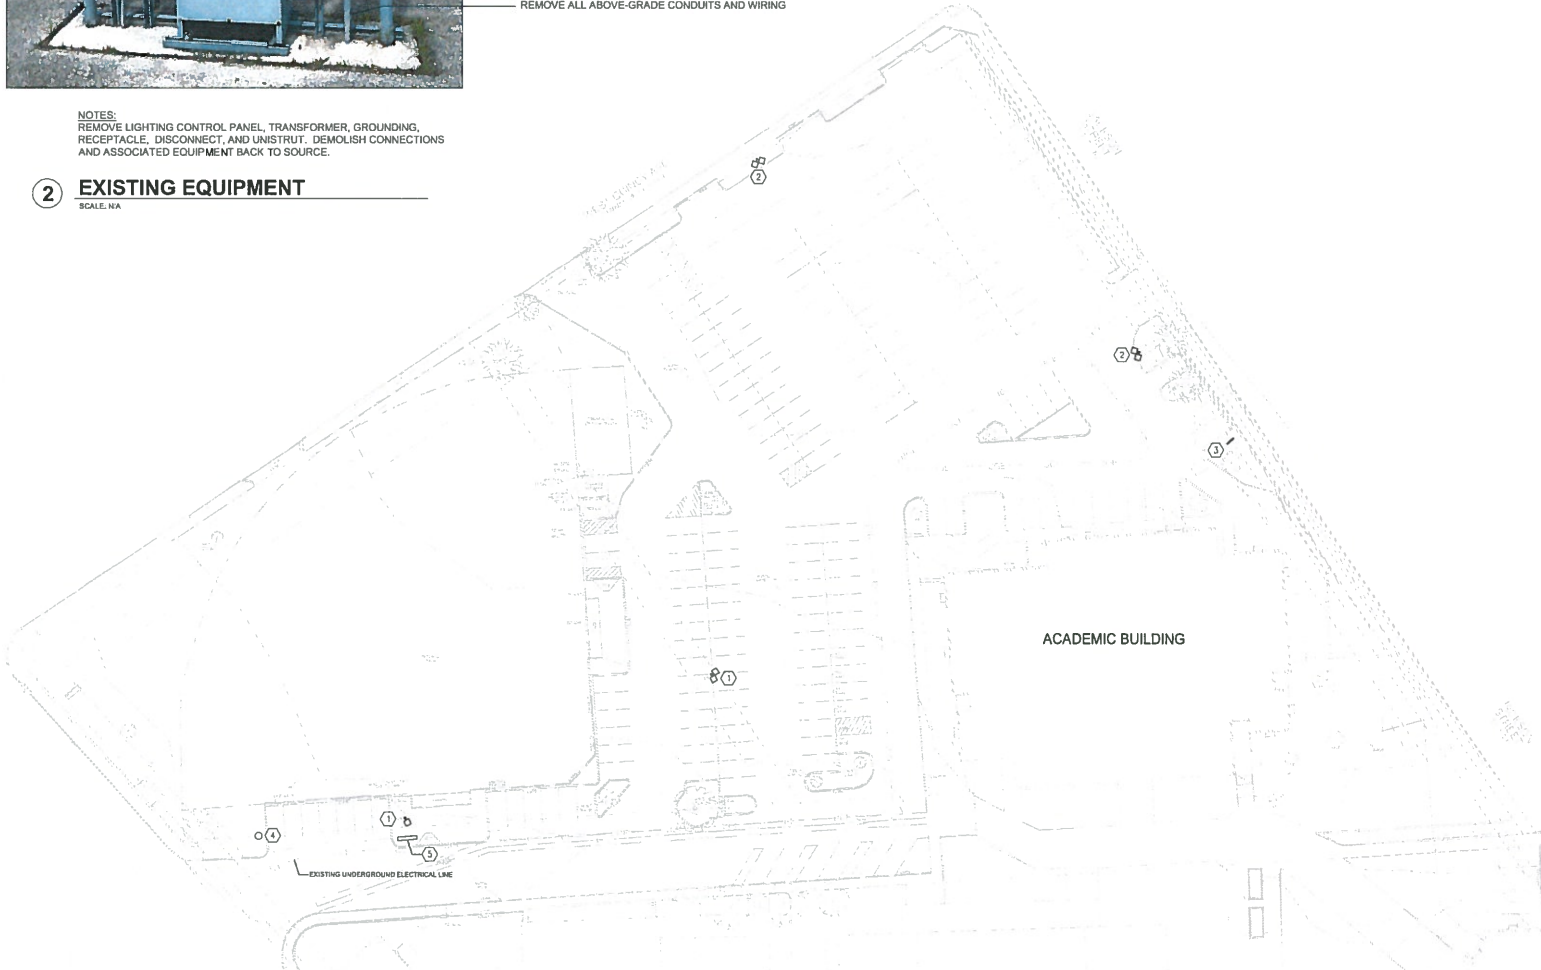 REMOVE ALL ABOVE-GRADE CONDUITS AND WIRING
NOTES:
REMOVE LIGHTING CONTROL PANEL, TRANSFORMER, GROUNDING,
RECEPTACLE, DISCONNECT, AND UNISTRUT. DEMOLISH CONNECTIONS
AND ASSOCIATED EQUIPMENT BACK TO SOURCE.
2 EXISTING EQUIPMENT
SCALE: N/A
2
2
3
ACADEMIC BUILDING
1
1
4
5
EXISTING UNDERGROUND ELECTRICAL LINE